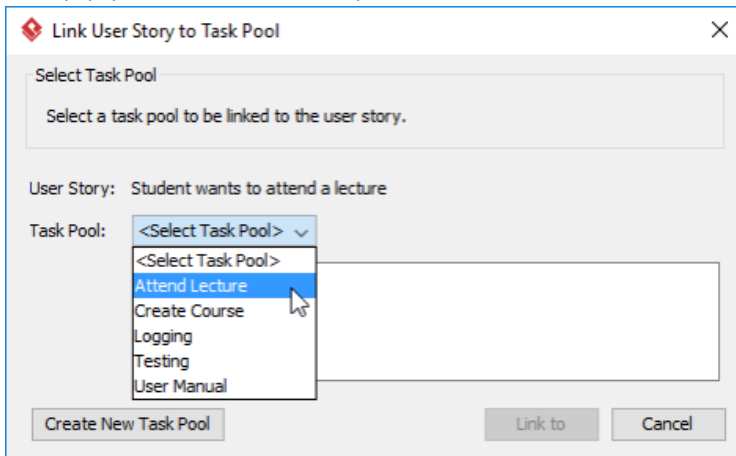 Link User Story to Task Pool
Select Task Pool
Select a task pool to be linked to the user story.
User Story: Student wants to attend a lecture
Task Pool: <Select Task Pool>
<Select Task Pool>
Attend Lecture
Create Course
Logging
Testing
User Manual
Create New Task Pool Link to Cancel